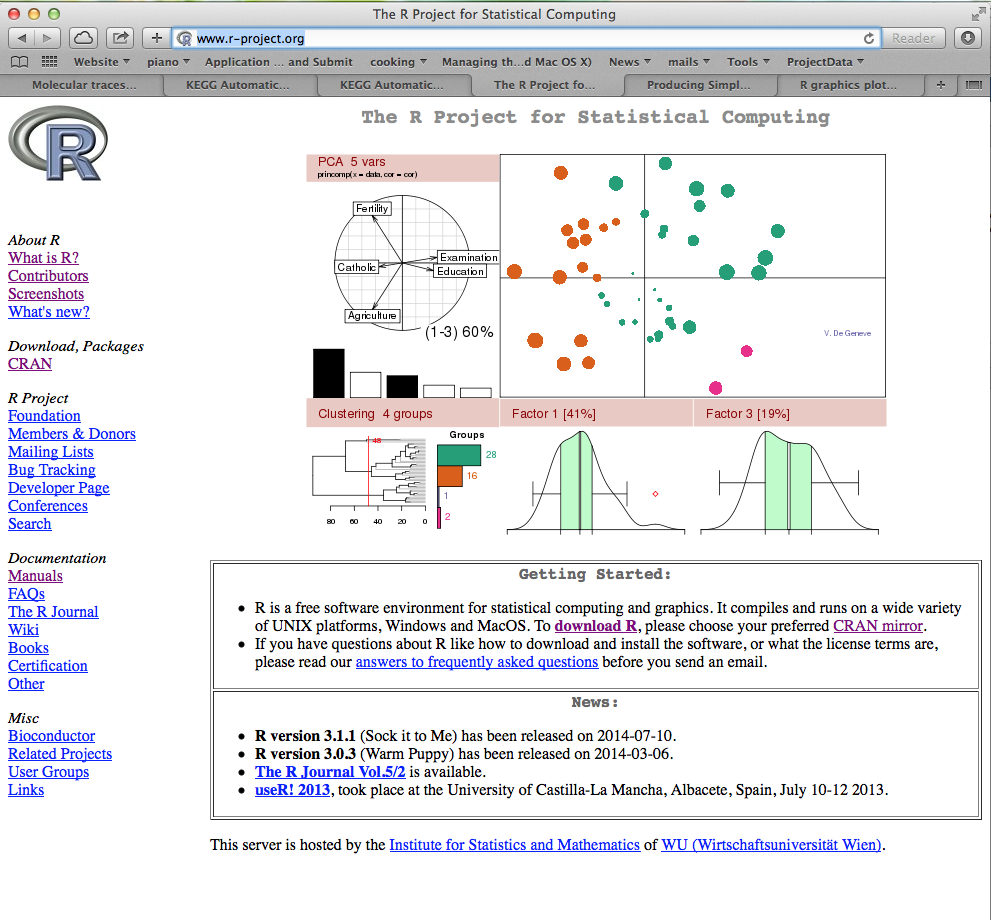 The R Project for Statistical Computing
www.r-project.org
Reader
Website
piano
Application ... and Submit
cooking
Managing th...d Mac OS X)
News
mails
Tools
ProjectData
Molecular traces...
KEGG Automatic...
KEGG Automatic...
The R Project fo...
Producing Simpl...
R graphics plot...
R
The R Project for Statistical Computing
About R
What is R?
Contributors
Screenshots
What's new?
Download, Packages
CRAN
R Project
Foundation
Members & Donors
Mailing Lists
Bug Tracking
Developer Page
Conferences
Search
Documentation
Manuals
FAQs
The R Journal
Wiki
Books
Certification
Other
Misc
Bioconductor
Related Projects
User Groups
Links
PCA 5 vars
princomp(x = data, cor = cor)
Fertility
Examination
Catholic
Education
Agriculture
(1-3) 60%
V. De Geneve
Clustering 4 groups
Factor 1 [41%]
Factor 3 [19%]
Groups
48
28
16
1
2
80 60 40 20 0
Getting Started:
• R is a free software environment for statistical computing and graphics. It compiles and runs on a wide variety
of UNIX platforms, Windows and MacOS. To download R, please choose your preferred CRAN mirror.
• If you have questions about R like how to download and install the software, or what the license terms are,
please read our answers to frequently asked questions before you send an email.
News:
• R version 3.1.1 (Sock it to Me) has been released on 2014-07-10.
• R version 3.0.3 (Warm Puppy) has been released on 2014-03-06.
• The R Journal Vol.5/2 is available.
• useR! 2013, took place at the University of Castilla-La Mancha, Albacete, Spain, July 10-12 2013.
This server is hosted by the Institute for Statistics and Mathematics of WU (Wirtschaftsuniversität Wien).